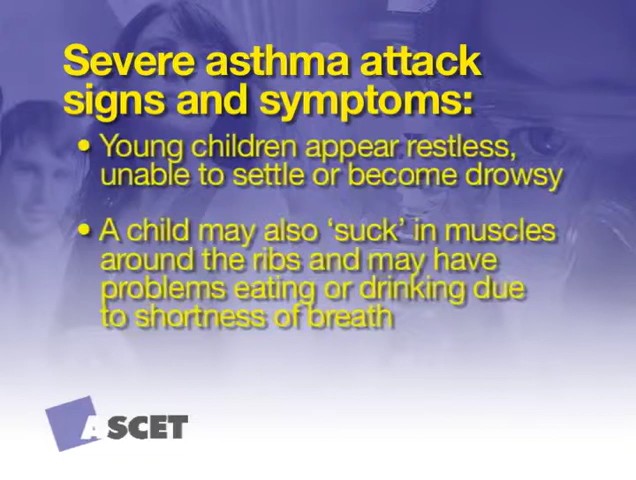 Severe asthma attack
signs and symptoms:
• Young children appear restless,
unable to settle or become drowsy
• A child may also ‘suck’ in muscles
around the ribs and may have
problems eating or drinking due
to shortness of breath
ASCET